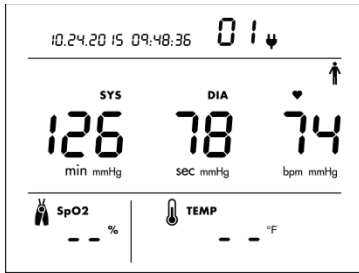 10.24.2015 09:48:36 01
SYS DIA
126 78 74
min mmHg sec mmHg bpm mmHg
SpO2 TEMP
-- % -- °F